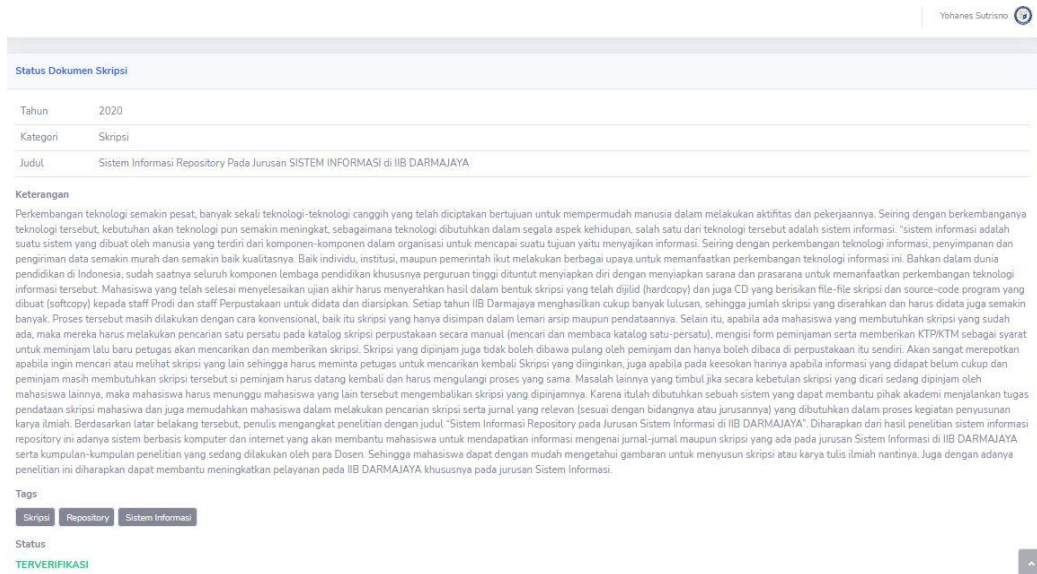 Yohanes Sutrisno
Status Dokumen Skripsi
Tahun 2020
Kategori Skripsi
Judul Sistem Informasi Repository Pada Jurusan SISTEM INFORMASI di IIB DARMAJAYA
Keterangan
Perkembangan teknologi semakin pesat, banyak sekali teknologi-teknologi canggih yang telah diciptakan bertujuan untuk mempermudah manusia dalam melakukan aktifitas dan pekerjaannya. Seiring dengan berkembanganya
teknologi tersebut, kebutuhan akan teknologi pun semakin meningkat, sebagaimana teknologi dibutuhkan dalam segala aspek kehidupan, salah satu dari teknologi tersebut adalah sistem informasi. "sistem informasi adalah
suatu sistem yang dibuat oleh manusia yang terdiri dari komponen-komponen dalam organisasi untuk mencapai suatu tujuan yaitu menyajikan informasi. Seiring dengan perkembangan teknologi informasi, penyimpanan dan
pengiriman data semakin murah dan semakin baik kualitasnya. Baik individu, institusi, maupun pemerintah ikut melakukan berbagai upaya untuk memanfaatkan perkembangan teknologi informasi ini. Bahkan dalam dunia
pendidikan di Indonesia, sudah saatnya seluruh komponen lembaga pendidikan khususnya perguruan tinggi dituntut menyiapkan diri dengan menyiapkan sarana dan prasarana untuk memanfaatkan perkembangan teknologi
informasi tersebut. Mahasiswa yang telah selesai menyelesaikan ujian akhir harus menyerahkan hasil dalam bentuk skripsi yang telah dijilid (hardcopy) dan juga CD yang berisikan file-file skripsi dan source-code program yang
dibuat (softcopy) kepada staff Prodi dan staff Perpustakaan untuk didata dan diarsipkan. Setiap tahun IIB Darmajaya menghasilkan cukup banyak lulusan, sehingga jumlah skripsi yang diserahkan dan harus didata juga semakin
banyak. Proses tersebut masih dilakukan dengan cara konvensional, baik itu skripsi yang hanya disimpan dalam lemari arsip maupun pendataannya. Selain itu, apabila ada mahasiswa yang membutuhkan skripsi yang sudah
ada, maka mereka harus melakukan pencarian satu persatu pada katalog skripsi perpustakaan secara manual (mencari dan membaca katalog satu-persatu), mengisi form peminjaman serta memberikan KTP/KTM sebagai syarat
untuk meminjam lalu baru petugas akan mencarikan dan memberikan skripsi. Skripsi yang dipinjam juga tidak boleh dibawa pulang oleh peminjam dan hanya boleh dibaca di perpustakaan itu sendiri. Akan sangat merepotkan
apabila ingin mencari atau melihat skripsi yang lain sehingga harus meminta petugas untuk mencarikan kembali Skripsi yang diinginkan, juga apabila pada keesokan harinya apabila informasi yang didapat belum cukup dan
peminjam masih membutuhkan skripsi tersebut si peminjam harus datang kembali dan harus mengulangi proses yang sama. Masalah lainnya yang timbul jika secara kebetulan skripsi yang dicari sedang dipinjam oleh
mahasiswa lainnya, maka mahasiswa harus menunggu mahasiswa yang lain tersebut mengembalikan skripsi yang dipinjamnya. Karena itulah dibutuhkan sebuah sistem yang dapat membantu pihak akademi menjalankan tugas
pendataan skripsi mahasiwa dan juga memudahkan mahasiswa dalam melakukan pencarian skripsi serta jurnal yang relevan (sesuai dengan bidangnya atau jurusannya) yang dibutuhkan dalam proses kegiatan penyusunan
karya ilmiah. Berdasarkan latar belakang tersebut, penulis mengangkat penelitian dengan judul "Sistem Informasi Repository pada Jurusan Sistem Informasi di IIB DARMAJAYA". Diharapkan dari hasil penelitian sistem informasi
repository ini adanya sistem berbasis komputer dan internet yang akan membantu mahasiswa untuk mendapatkan informasi mengenai jurnal-jurnal maupun skripsi yang ada pada jurusan Sistem Informasi di IIB DARMAJAYA
serta kumpulan-kumpulan penelitian yang sedang dilakukan oleh para Dosen. Sehingga mahasiswa dapat dengan mudah mengetahui gambaran untuk menyusun skripsi atau karya tulis ilmiah nantinya. Juga dengan adanya
penelitian ini diharapkan dapat membantu meningkatkan pelayanan pada IIB DARMAJAYA khususnya pada jurusan Sistem Informasi.
Tags
Skripsi Repository Sistem Informasi
Status
TERVERIFIKASI